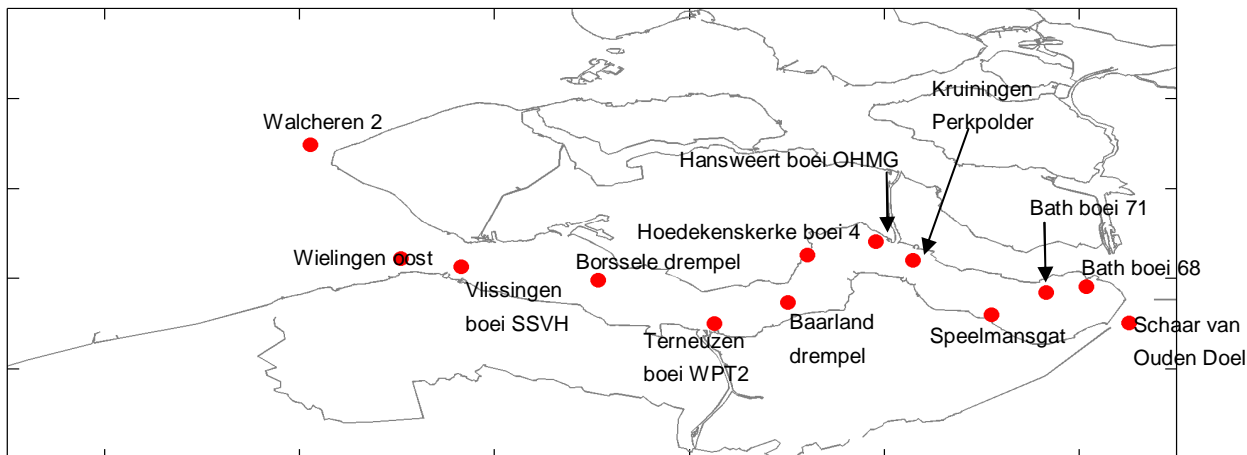 Kruiningen
Perkpolder
Walcheren 2
Hansweert boei OHMG
Bath boei 71
Hoedekenskerke boei 4
Wielingen oost
Borssele drempel
Bath boei 68
Vlissingen
boei SSVH
Terneuzen
boei WPT2
Baarland
drempel
Speelmansgat
Schaar van
Ouden Doel